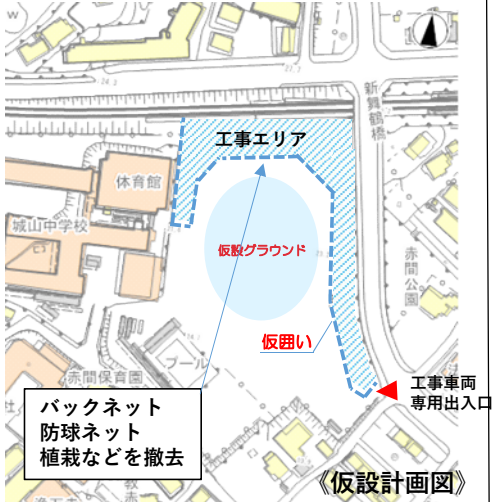 新舞鶴橋
工事エリア
体育館
城山中学校
仮設グラウンド
赤間公園
仮囲い
プール
赤間保育園
工事車両
専用出入口
バックネット
防球ネット
植栽などを撤去
《仮設計画図》